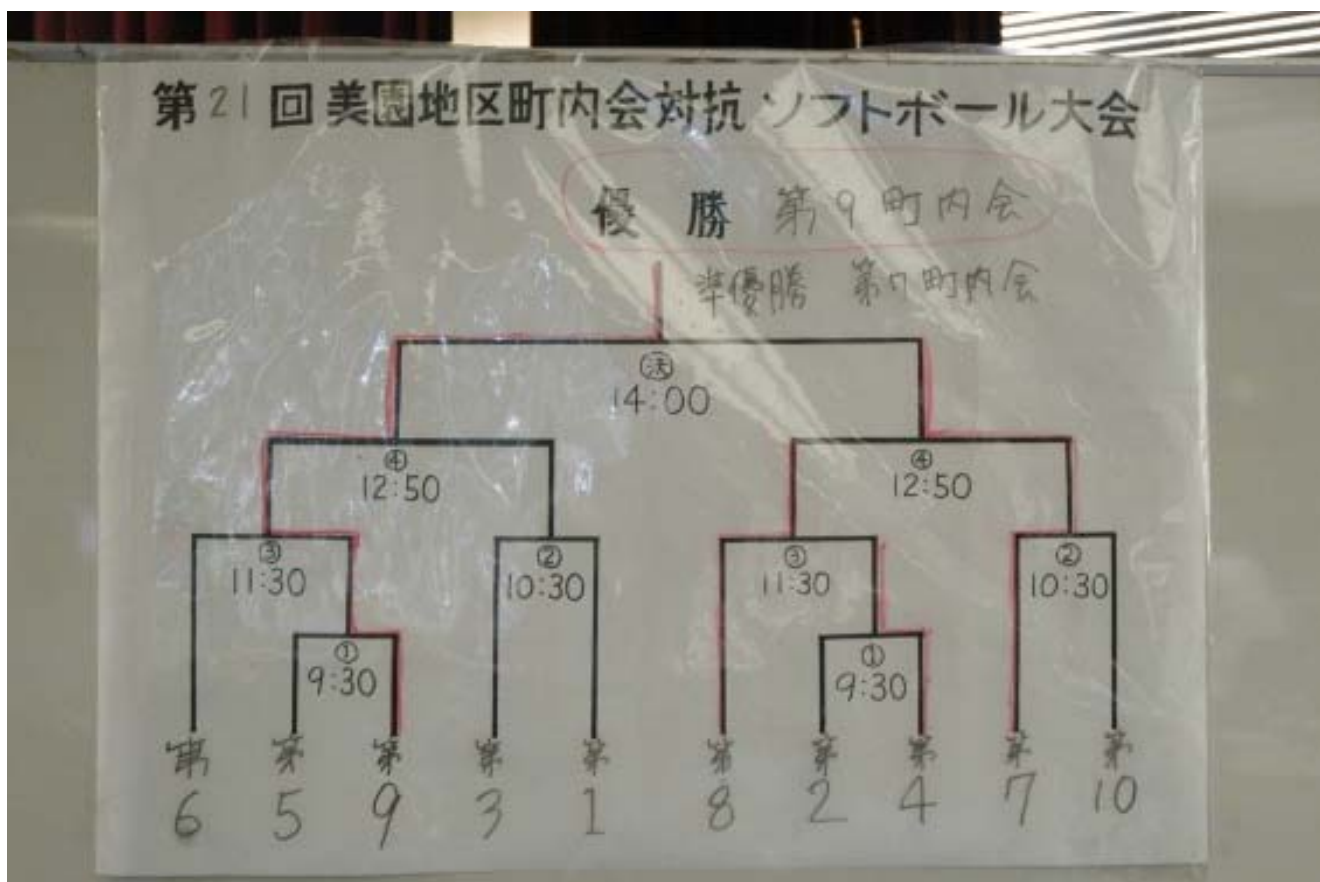 第21回美園地区町内会対抗 ソフトボール大会
優 勝 第9町内会
準優勝 第7町内会
決
14:00
④ ④
12:50 12:50
③ ② ③ ②
11:30 10:30 11:30 10:30
① ①
9:30 9:30
第 第 第 第 第 第 第 第 第 第
6 5 9 3 1 8 2 4 7 10